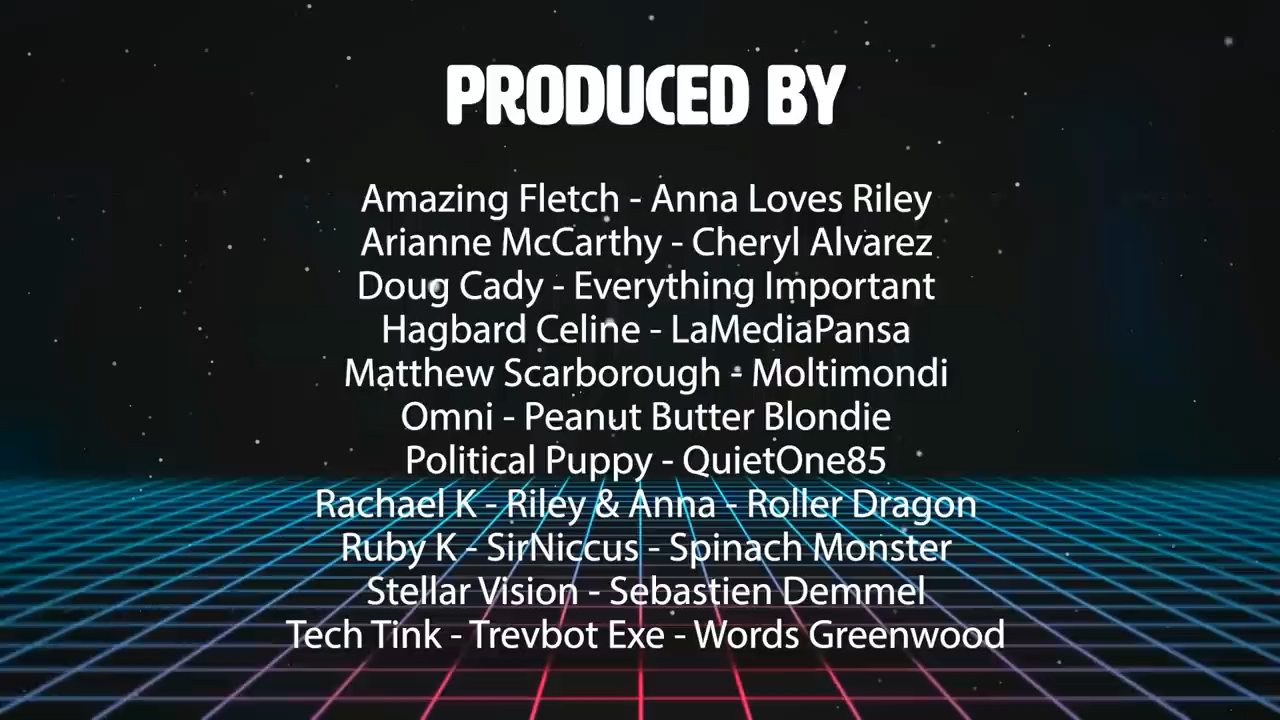 PRODUCED BY
Amazing Fletch - Anna Loves Riley
Arianne McCarthy - Cheryl Alvarez
Doug Cady - Everything Important
Hagbard Celine - LaMediaPansa
Matthew Scarborough - Moltimondi
Omni - Peanut Butter Blondie
Political Puppy - QuietOne85
Rachael K - Riley & Anna - Roller Dragon
Ruby K - SirNiccus - Spinach Monster
Stellar Vision - Sebastien Demmel
Tech Tink - Trevbot Exe - Words Greenwood